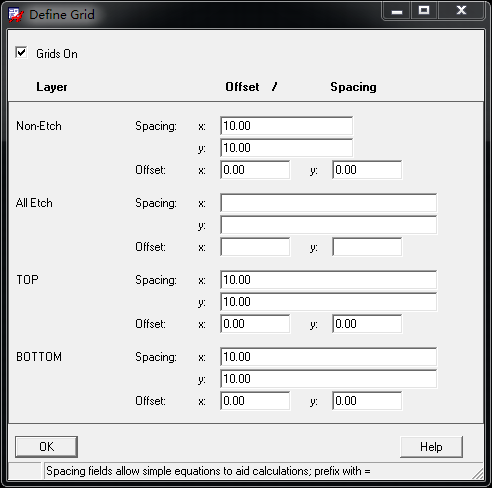 Define Grid
Grids On
Layer Offset / Spacing
Non-Etch Spacing: x: 10.00
y: 10.00
Offset: x: 0.00 y: 0.00
All Etch Spacing: x:
y:
Offset: x: y:
TOP Spacing: x: 10.00
y: 10.00
Offset: x: 0.00 y: 0.00
BOTTOM Spacing: x: 10.00
y: 10.00
Offset: x: 0.00 y: 0.00
OK Help
Spacing fields allow simple equations to aid calculations; prefix with =